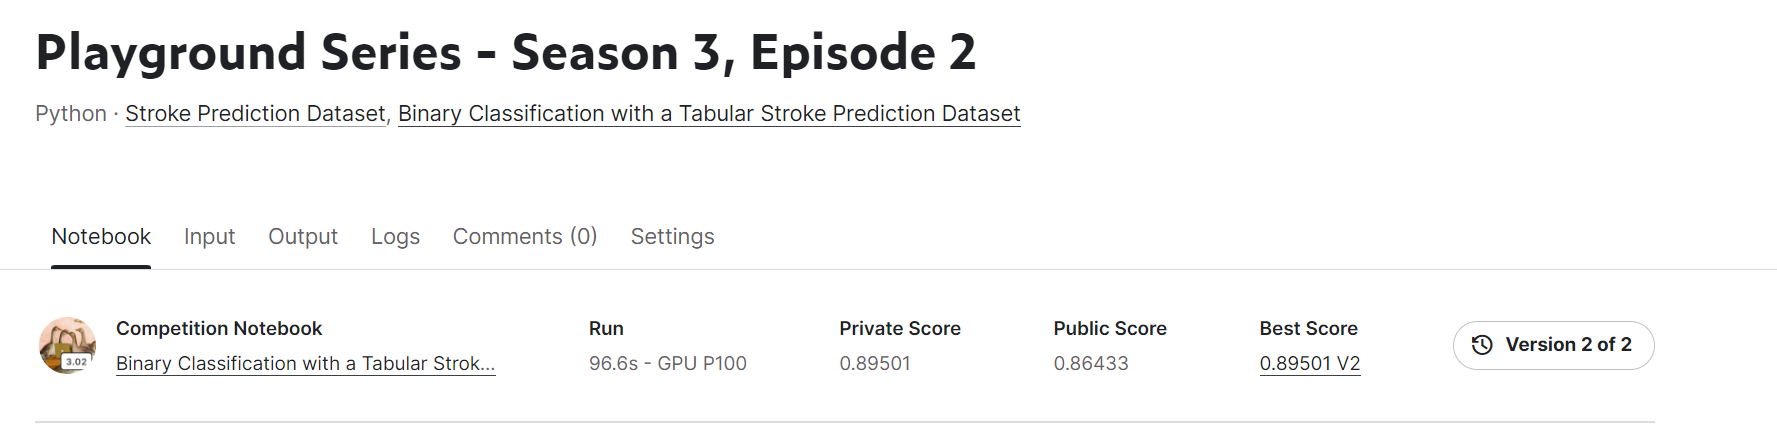 Playground Series - Season 3, Episode 2
Python · Stroke Prediction Dataset, Binary Classification with a Tabular Stroke Prediction Dataset
Notebook Input Output Logs Comments (0) Settings
Competition Notebook Run Private Score Public Score Best Score
Version 2 of 2
3.02
Binary Classification with a Tabular Strok... 96.6s - GPU P100 0.89501 0.86433 0.89501 V2